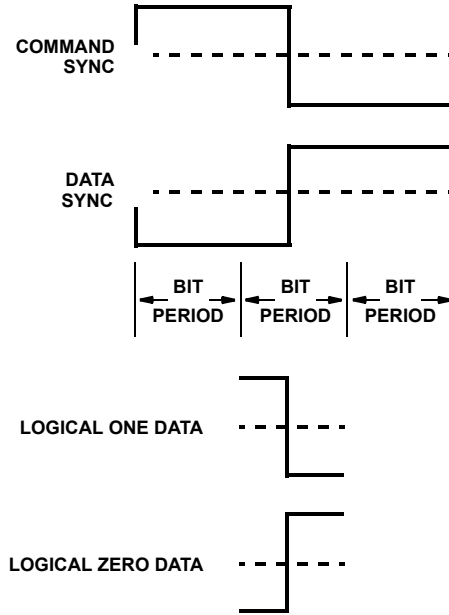 COMMAND
SYNC
DATA
SYNC
BIT BIT BIT
PERIOD PERIOD PERIOD
LOGICAL ONE DATA
LOGICAL ZERO DATA